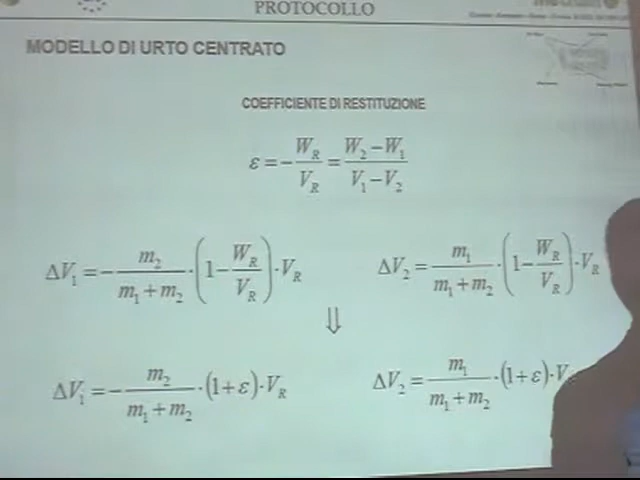 PROTOCOLLO
MODELLO DI URTO CENTRATO
COEFFICIENTE DI RESTITUZIONE
ε = − W_R / V_R = (W_2 − W_1) / (V_1 − V_2)
ΔV_1 = − m_2 / (m_1 + m_2) · (1 − W_R / V_R) · V_R
ΔV_2 = m_1 / (m_1 + m_2) · (1 − W_R / V_R) · V_R
⇓
ΔV_1 = − m_2 / (m_1 + m_2) · (1 + ε) · V_R
ΔV_2 = m_1 / (m_1 + m_2) · (1 + ε) · V